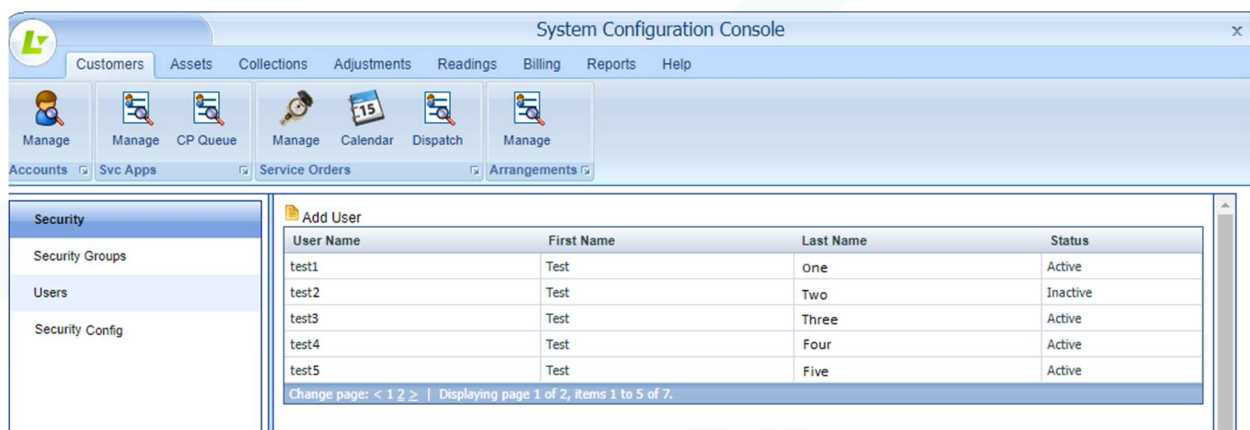 System Configuration Console x
Customers Assets Collections Adjustments Readings Billing Reports Help
15
Manage Manage CP Queue Manage Calendar Dispatch Manage
Accounts Svc Apps Service Orders Arrangements
Security
Security Groups
Users
Security Config
Add User
User Name First Name Last Name Status
test1 Test One Active
test2 Test Two Inactive
test3 Test Three Active
test4 Test Four Active
test5 Test Five Active
Change page: < 1 2 > | Displaying page 1 of 2, items 1 to 5 of 7.